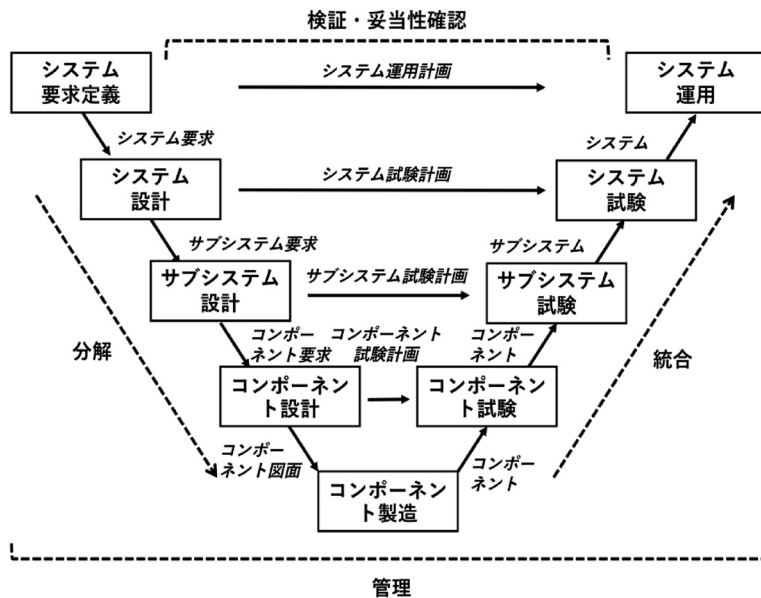 検証・妥当性確認
システム
要求定義
システム運用計画
システム
運用
システム要求
システム
システム
設計
システム試験計画
システム
試験
サブシステム要求
サブシステム
サブシステム
設計
サブシステム試験計画
サブシステム
試験
分解
コンポー
ネント要求
コンポーネント
試験計画
コンポー
ネント
統合
コンポーネン
ト設計
コンポーネン
ト試験
コンポー
ネント図面
コンポー
ネント
コンポーネン
ト製造
管理